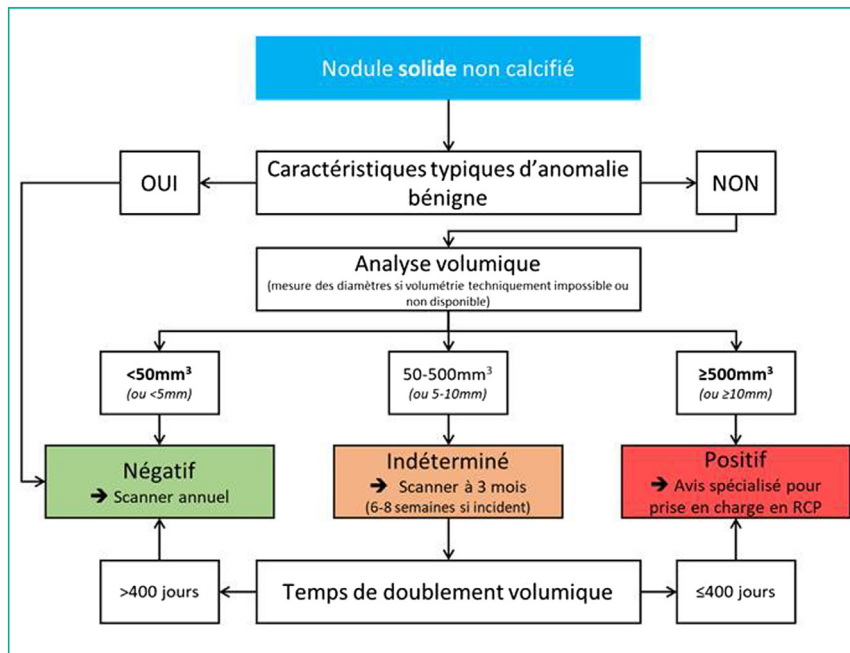 Nodule solide non calcifié
OUI
Caractéristiques typiques d'anomalie
bénigne
NON
Analyse volumique
(mesure des diamètres si volumétrie techniquement impossible ou
non disponible)
<50mm³
(ou <5mm)
50-500mm³
(ou 5-10mm)
≥500mm³
(ou ≥10mm)
Négatif
➔ Scanner annuel
Indéterminé
➔ Scanner à 3 mois
(6-8 semaines si incident)
Positif
➔ Avis spécialisé pour
prise en charge en RCP
>400 jours
Temps de doublement volumique
≤400 jours